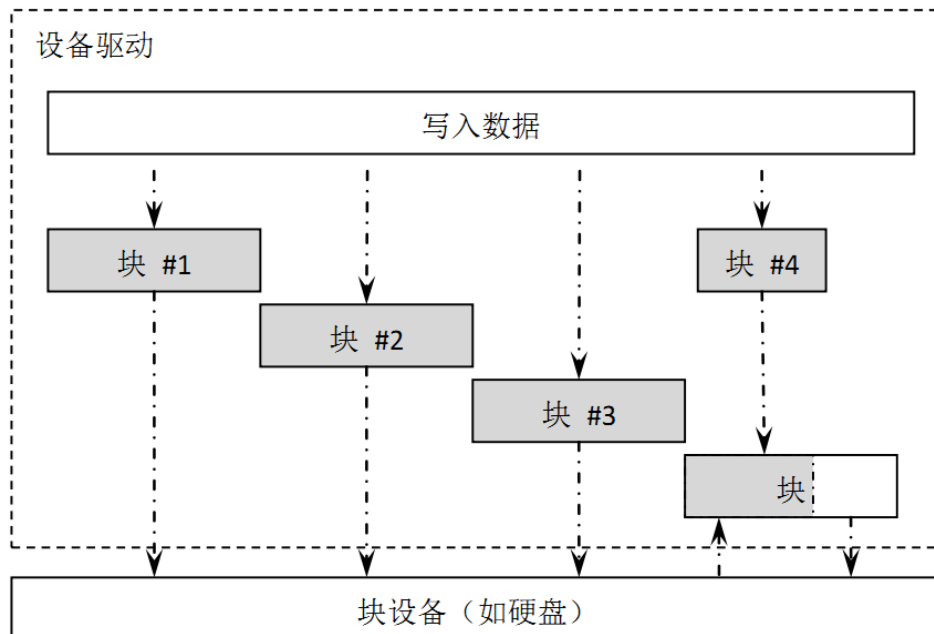 设备驱动
写入数据
块 #1
块 #4
块 #2
块 #3
块
块设备（如硬盘）